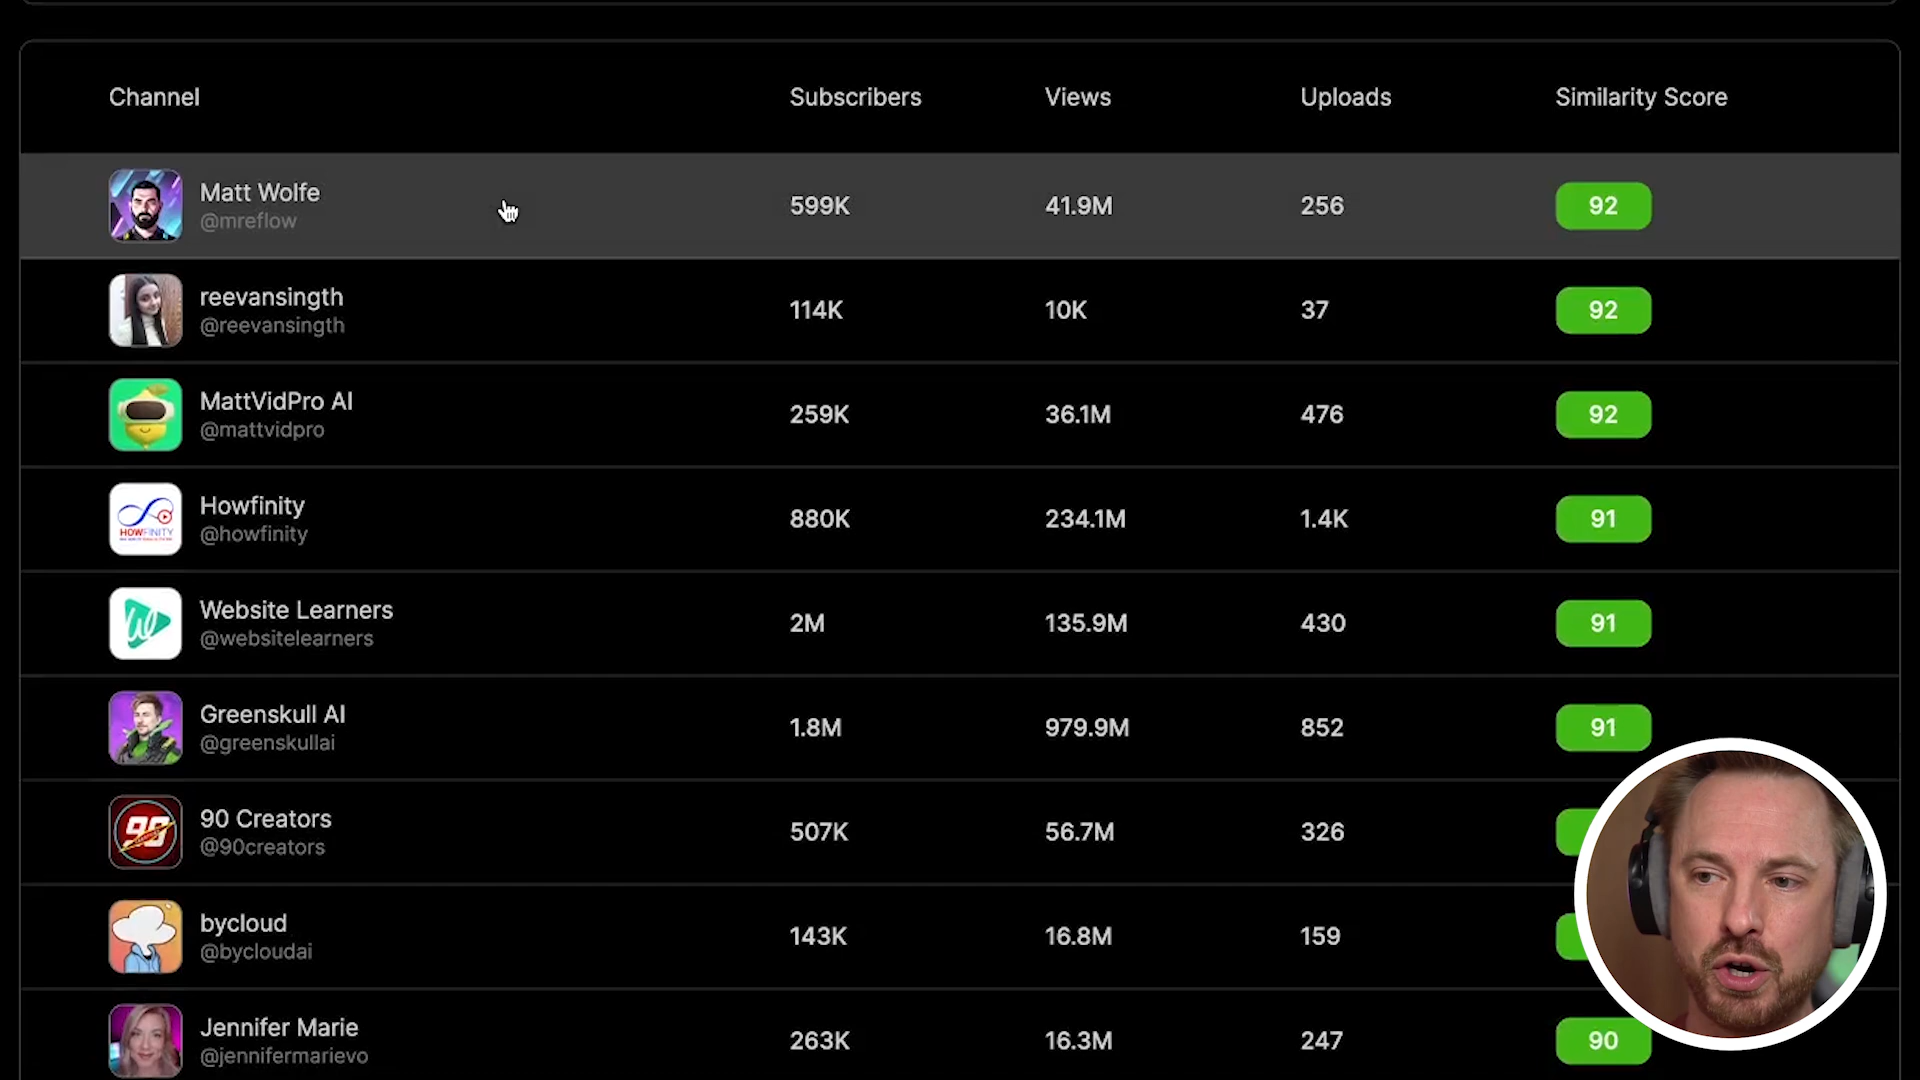 Channel Subscribers Views Uploads Similarity Score
Matt Wolfe
@mreflow
599K 41.9M 256 92
reevansingth
@reevansingth
114K 10K 37 92
MattVidPro AI
@mattvidpro
259K 36.1M 476 92
HOWFINITY
Howfinity
@howfinity
880K 234.1M 1.4K 91
Website Learners
@websitelearners
2M 135.9M 430 91
Greenskull AI
@greenskullai
1.8M 979.9M 852 91
90
90 Creators
@90creators
507K 56.7M 326
bycloud
@bycloudai
143K 16.8M 159
Jennifer Marie
@jennifermarievo
263K 16.3M 247 90